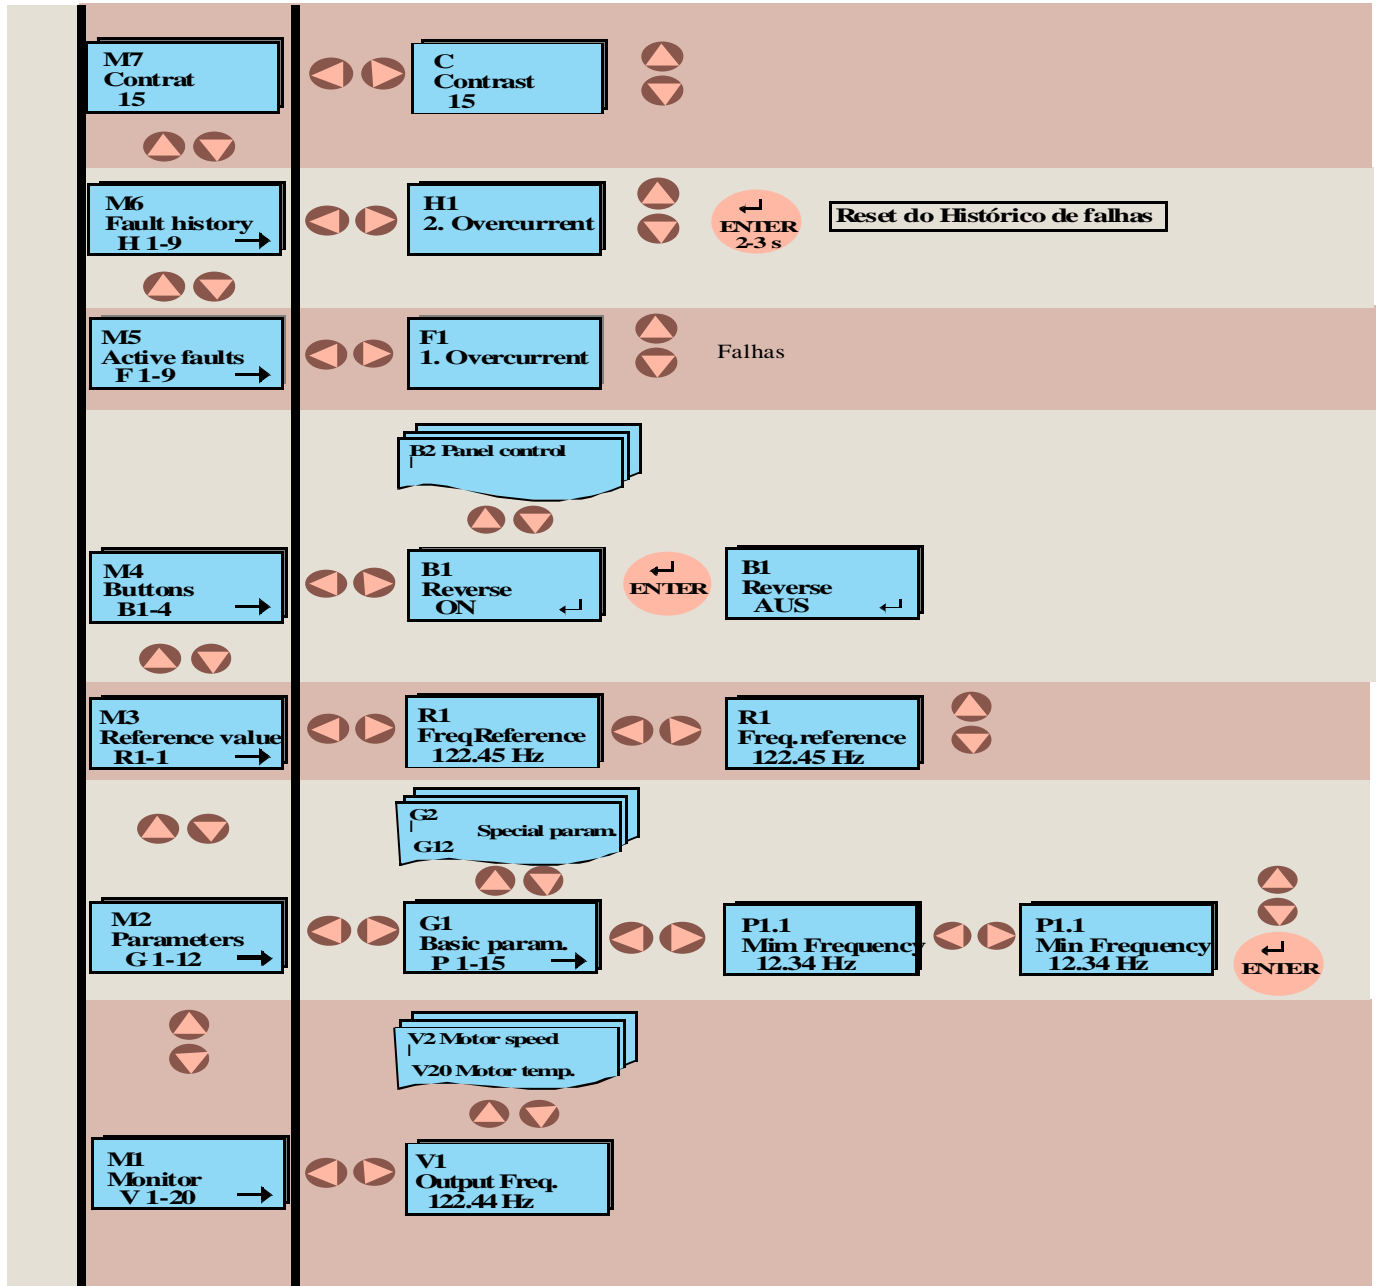 M7
Contrat
15
C
Contrast
15
M6
Fault history
H 1-9
H1
2. Overcurrent
ENTER
2-3 s
Reset do Histórico de falhas
M5
Active faults
F 1-9
F1
1. Overcurrent
Falhas
B2 Panel control
M4
Buttons
B1-4
B1
Reverse
ON
ENTER
B1
Reverse
AUS
M3
Reference value
R1-1
R1
FreqReference
122.45 Hz
R1
Freq.reference
122.45 Hz
G2
Special param.
G12
M2
Parameters
G 1-12
G1
Basic param.
P 1-15
P1.1
Mim Frequency
12.34 Hz
P1.1
Min Frequency
12.34 Hz
ENTER
V2 Motor speed
V20 Motor temp.
M1
Monitor
V 1-20
V1
Output Freq.
122.44 Hz